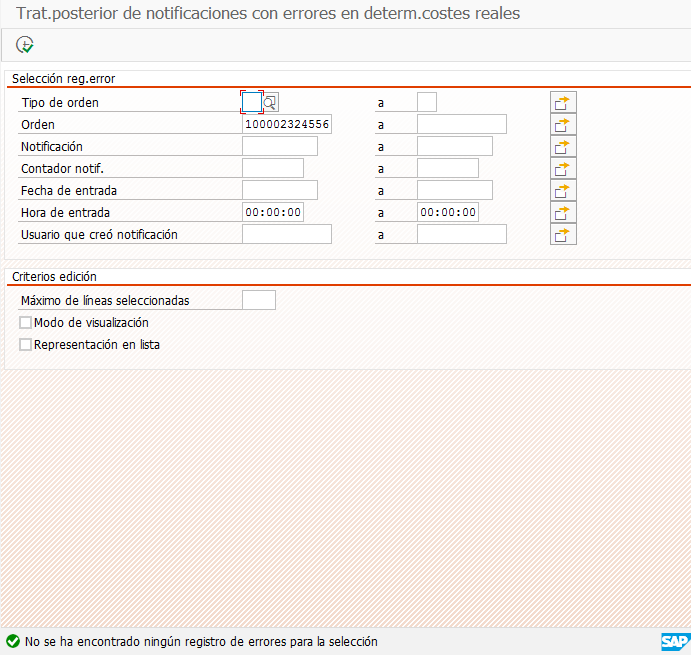 Trat.posterior de notificaciones con errores en determ.costes reales
Selección reg.error
Tipo de orden a
Orden 100002324556 a
Notificación a
Contador notif. a
Fecha de entrada a
Hora de entrada 00:00:00 a 00:00:00
Usuario que creó notificación a
Criterios edición
Máximo de líneas seleccionadas
Modo de visualización
Representación en lista
No se ha encontrado ningún registro de errores para la selección
SAP